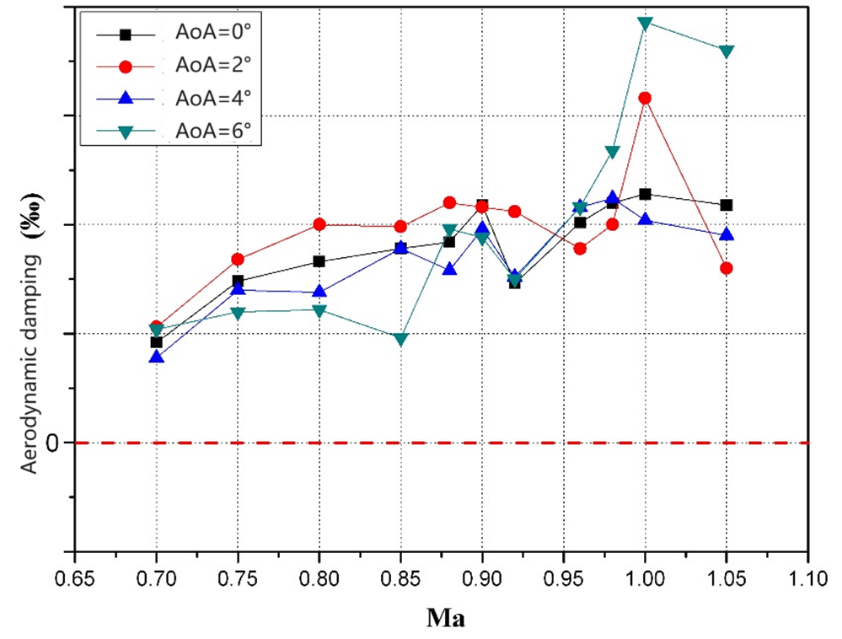 AoA=0°
AoA=2°
AoA=4°
AoA=6°
Aerodynamic damping (‰)
0
0.65 0.70 0.75 0.80 0.85 0.90 0.95 1.00 1.05 1.10
Ma